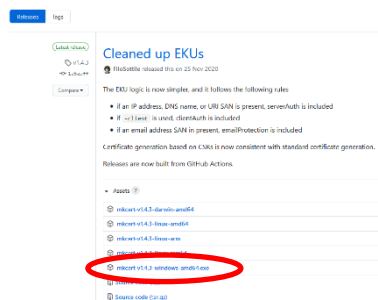 Releases
Tags
Latest release
v1.4.3
Compare
Cleaned up EKUs
FiloSottile released this on 25 Nov 2020
The EKU logic is now simpler, and it follows the following rules
if an IP address, DNS name, or URI SAN is present, serverAuth is included
if -client is used, clientAuth is included
if an email address SAN in present, emailProtection is included
Certificate generation based on CSRs is now consistent with standard certificate generation.
Releases are now built from GitHub Actions.
Assets 7
mkcert-v1.4.3-darwin-amd64
mkcert-v1.4.3-linux-amd64
mkcert-v1.4.3-linux-arm
mkcert-v1.4.3-windows-amd64.exe
Source code (zip)
Source code (tar.gz)